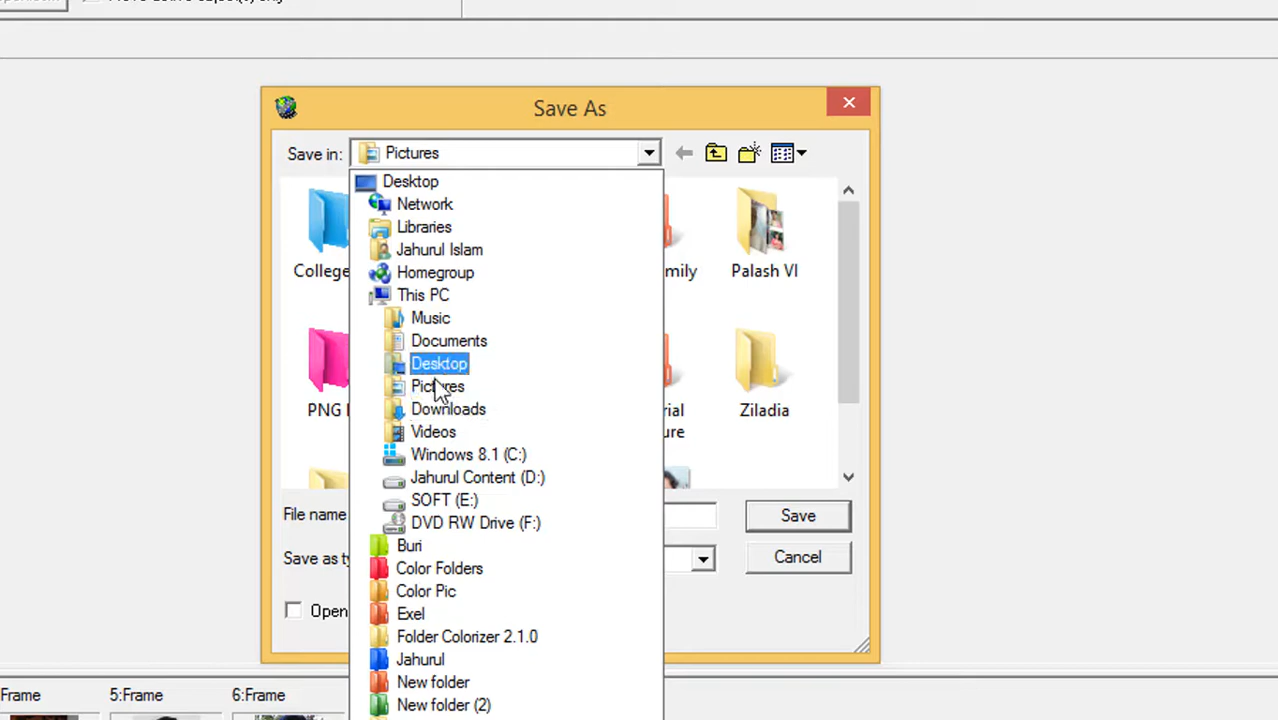 Save As
Save in:
Pictures
Desktop
Network
Libraries
Jahurul Islam
Homegroup
This PC
Music
Documents
Desktop
Pictures
Downloads
Videos
Windows 8.1 (C:)
Jahurul Content (D:)
SOFT (E:)
DVD RW Drive (F:)
Buri
Color Folders
Color Pic
Exel
Folder Colorizer 2.1.0
Jahurul
New folder
New folder (2)
College
mily
Palash VI
PNG
rial
ure
Ziladia
File name
Save
Save as ty
Cancel
Open
Frame
5:Frame
6:Frame